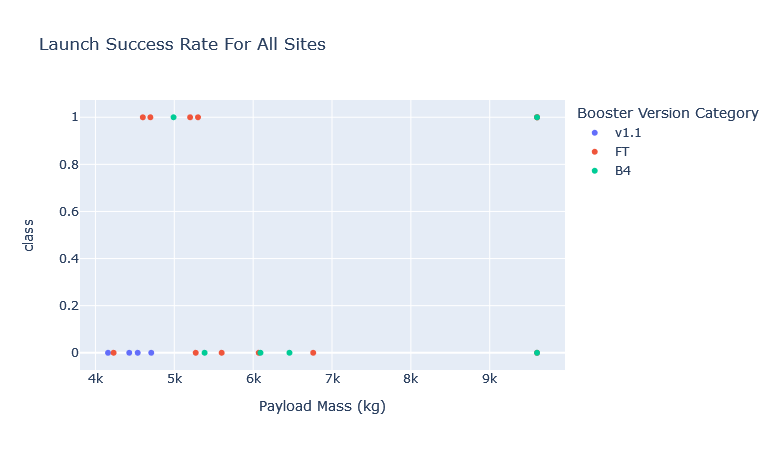 Launch Success Rate For All Sites
Booster Version Category
v1.1
FT
B4
class
1
0.8
0.6
0.4
0.2
0
4k 5k 6k 7k 8k 9k
Payload Mass (kg)